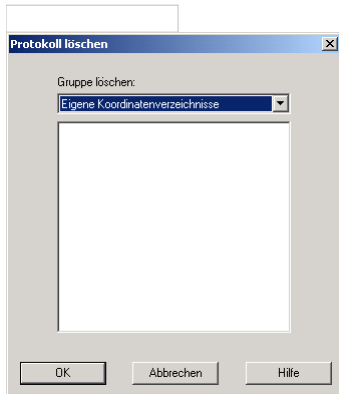 Protokoll löschen
Gruppe löschen:
Eigene Koordinatenverzeichnisse
OK Abbrechen Hilfe